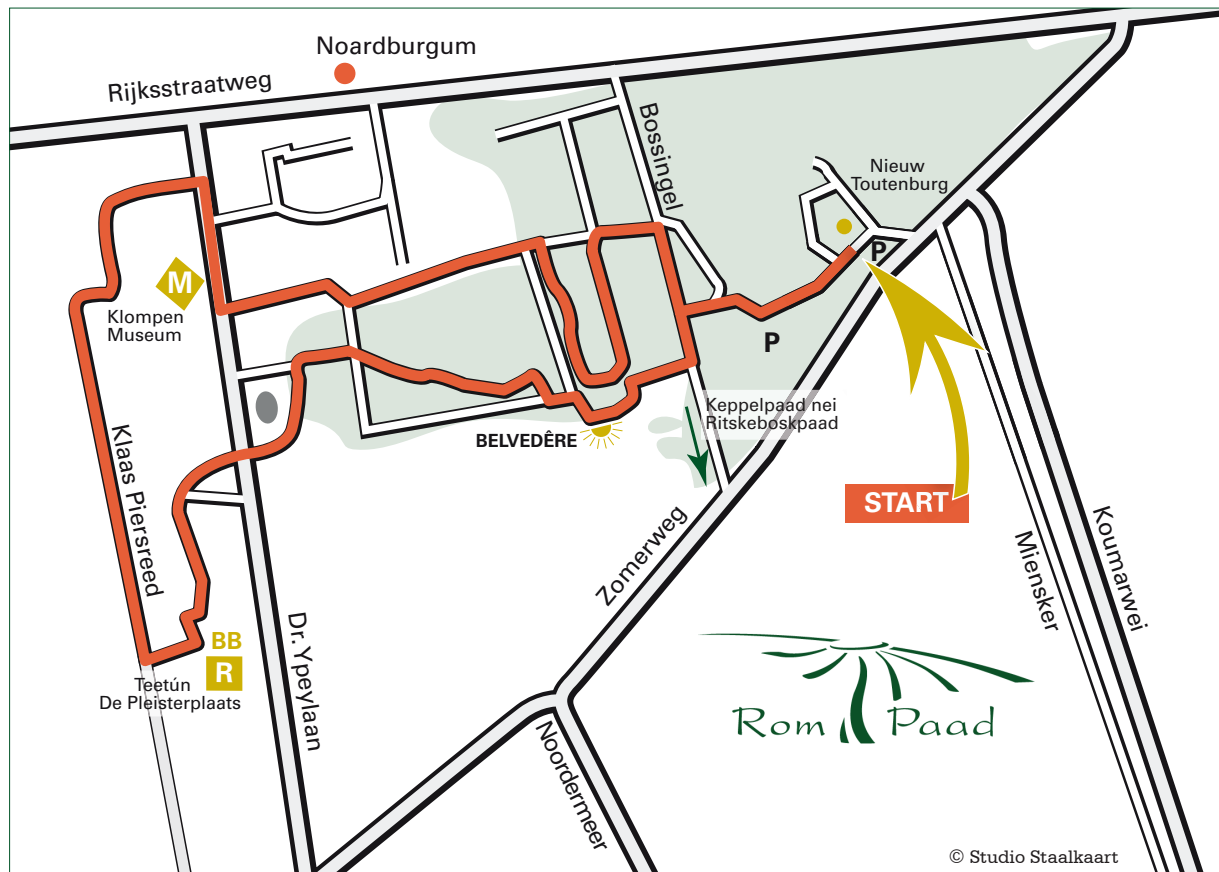 Noardburgum
Rijksstraatweg
Bossingel
Nieuw
Toutenburg
P
M
Klompen
Museum
P
Keppelpaad nei
Ritskeboskpaad
BELVEDÊRE
START
Klaas Piersreed
Zomerweg
Miensker
Koumarwei
BB
R
Teetún
De Pleisterplaats
Dr. Ypeylaan
Noordermeer
Rom Paad
© Studio Staalkaart